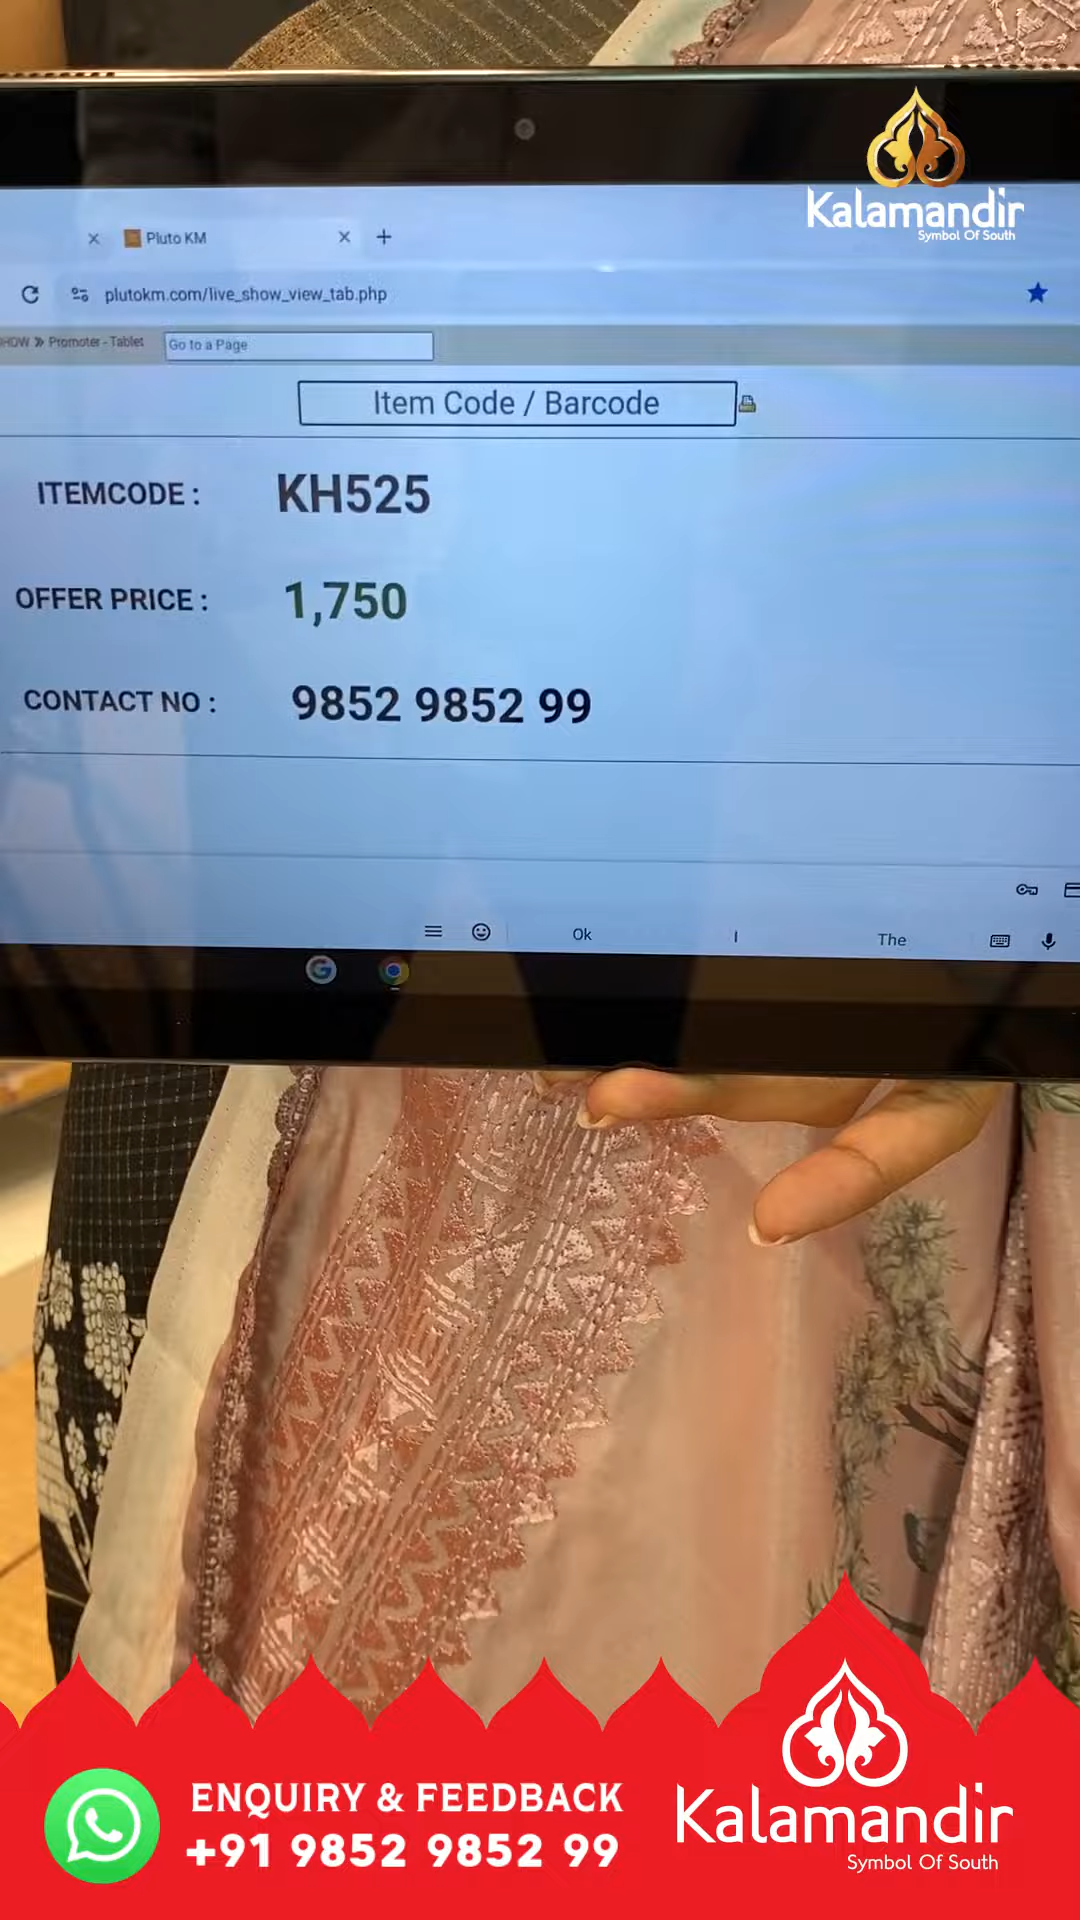 Kalamandir
Symbol Of South
Pluto KM
plutokm.com/live_show_view_tab.php
Promoter - Tablet
Go to a Page
Item Code / Barcode
ITEMCODE : KH525
OFFER PRICE : 1,750
CONTACT NO : 9852 9852 99
Ok I The
ENQUIRY & FEEDBACK
+91 9852 9852 99
Kalamandir
Symbol Of South